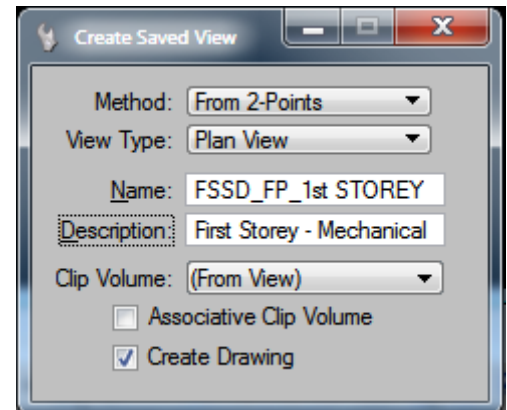 Create Saved View
Method: From 2-Points
View Type: Plan View
Name: FSSD_FP_1st STOREY
Description: First Storey - Mechanical
Clip Volume: (From View)
Associative Clip Volume
Create Drawing